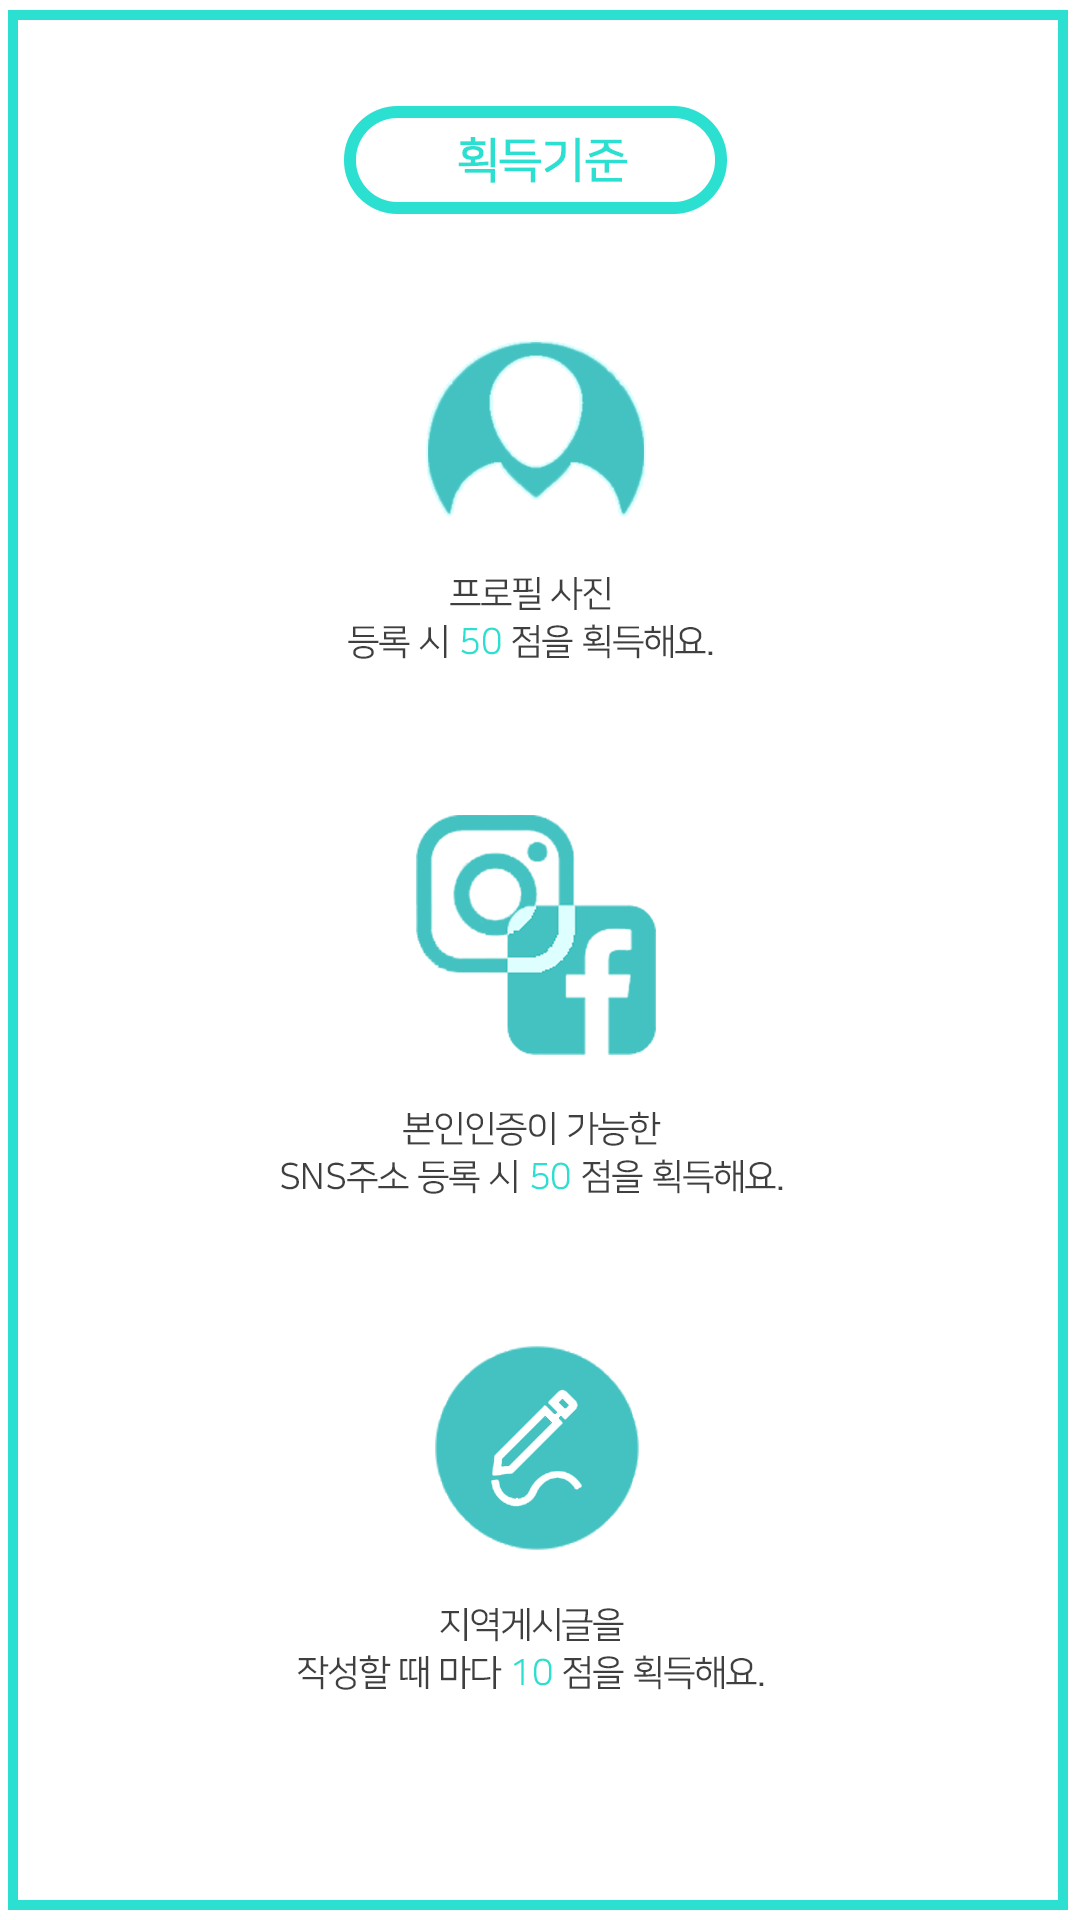 획득기준
프로필 사진
등록 시 50 점을 획득해요.
본인인증이 가능한
SNS주소 등록 시 50 점을 획득해요.
지역게시글을
작성할 때 마다 10 점을 획득해요.